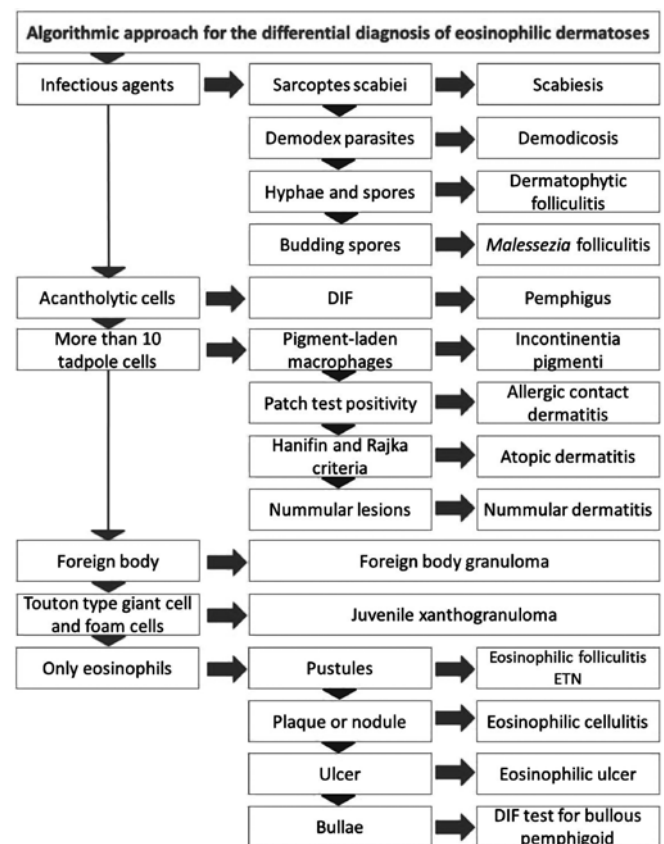 Algorithmic approach for the differential diagnosis of eosinophilic dermatoses
Infectious agents
Sarcoptes scabiei
Scabiesis
Demodex parasites
Demodicosis
Hyphae and spores
Dermatophytic
folliculitis
Budding spores
Malessezia folliculitis
Acantholytic cells
DIF
Pemphigus
More than 10
tadpole cells
Pigment-laden
macrophages
Incontinentia
pigmenti
Patch test positivity
Allergic contact
dermatitis
Hanifin and Rajka
criteria
Atopic dermatitis
Nummular lesions
Nummular dermatitis
Foreign body
Foreign body granuloma
Touton type giant cell
and foam cells
Juvenile xanthogranuloma
Only eosinophils
Pustules
Eosinophilic folliculitis
ETN
Plaque or nodule
Eosinophilic cellulitis
Ulcer
Eosinophilic ulcer
Bullae
DIF test for bullous
pemphigoid